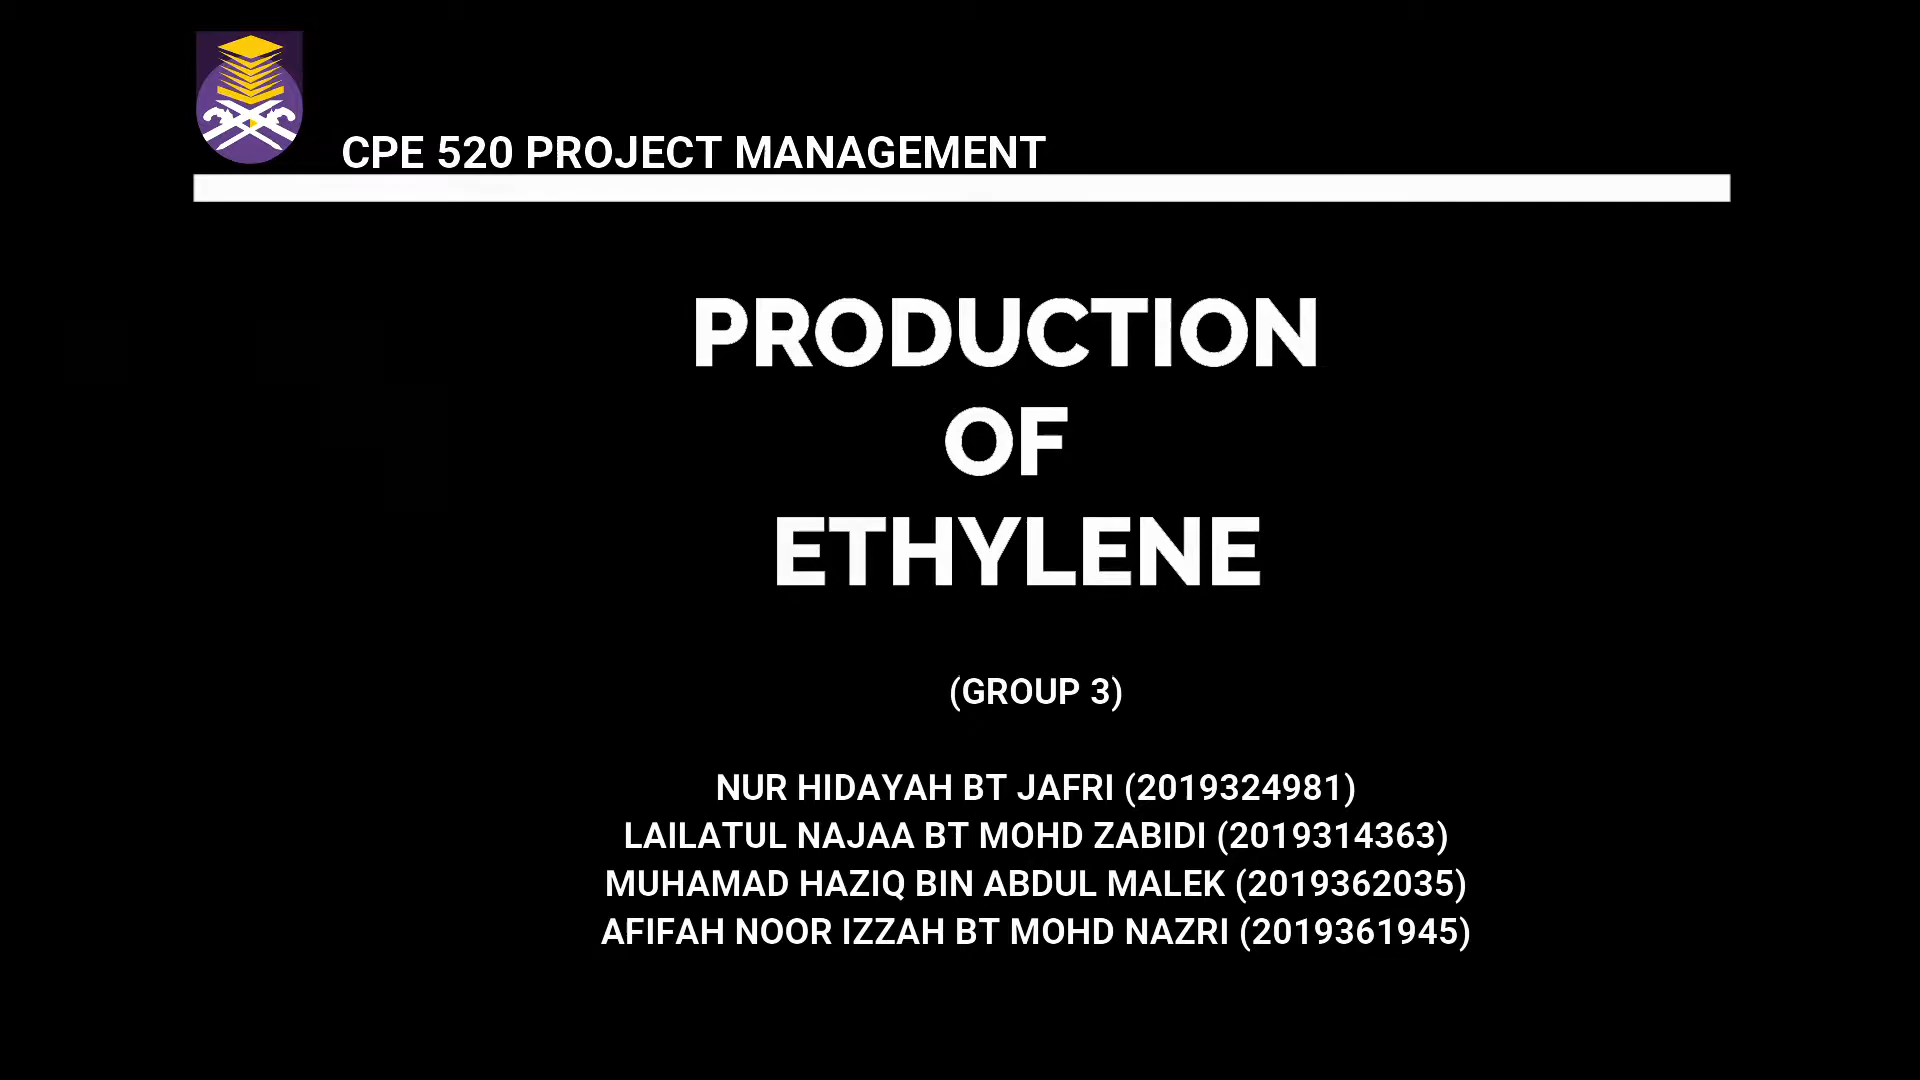 CPE 520 PROJECT MANAGEMENT
PRODUCTION
OF
ETHYLENE
(GROUP 3)
NUR HIDAYAH BT JAFRI (2019324981)
LAILATUL NAJAA BT MOHD ZABIDI (2019314363)
MUHAMAD HAZIQ BIN ABDUL MALEK (2019362035)
AFIFAH NOOR IZZAH BT MOHD NAZRI (2019361945)